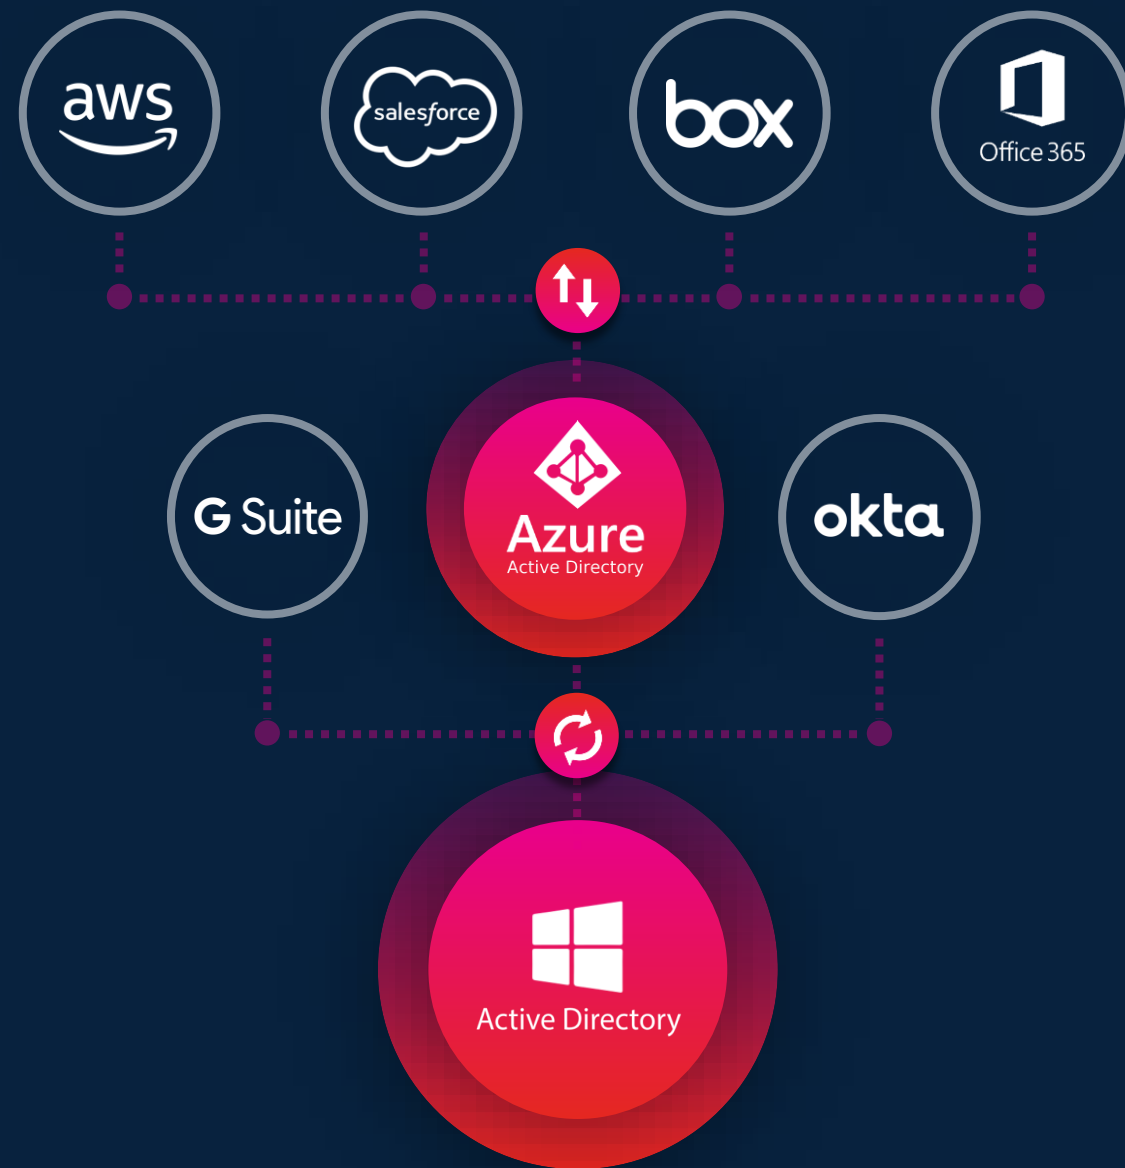 aws
salesforce
box
Office 365
G Suite
Azure
Active Directory
okta
Active Directory